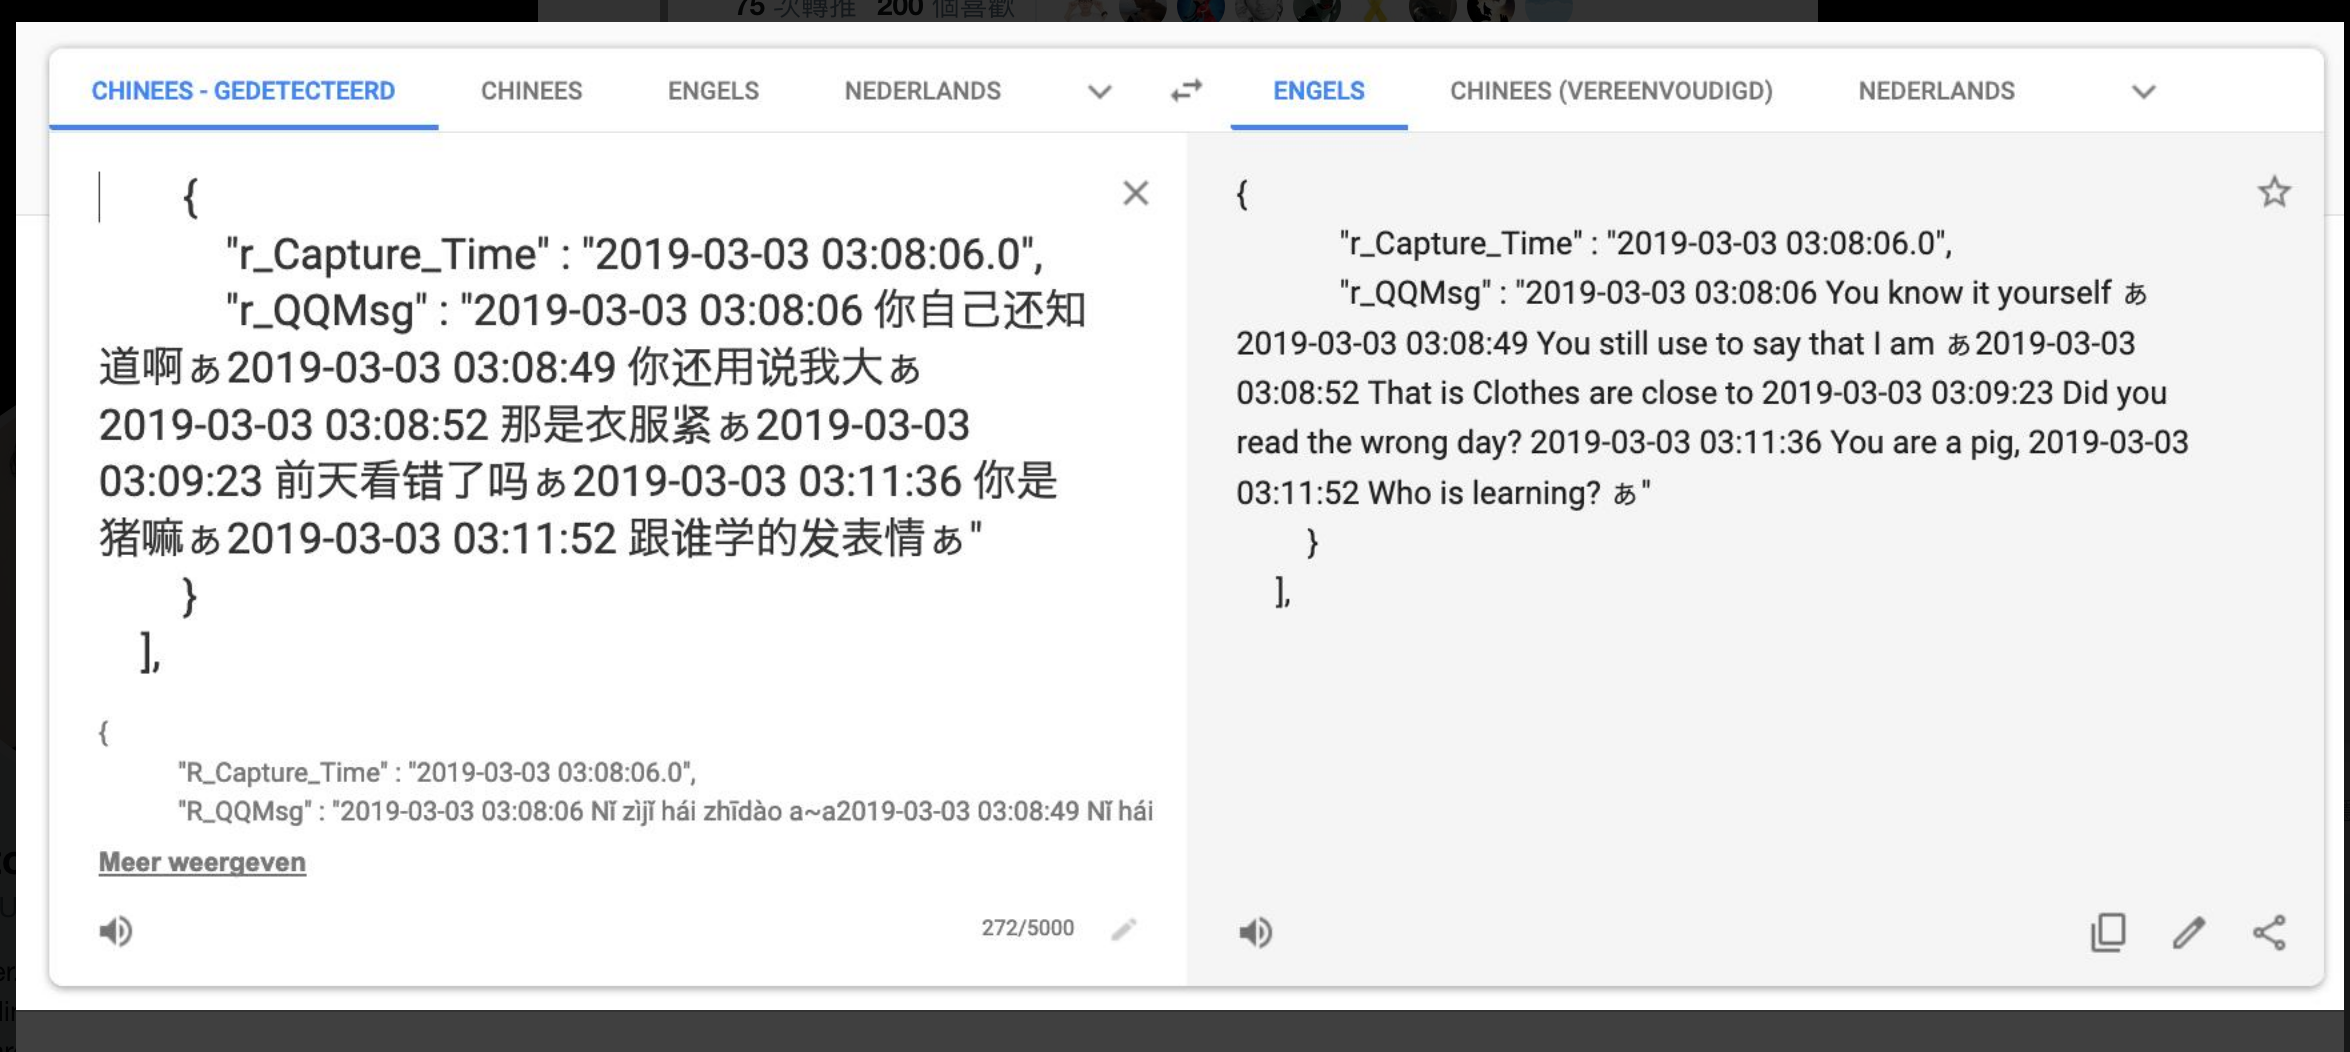 75 次轉推 200 個喜歡
CHINEES - GEDETECTEERD CHINEES ENGELS NEDERLANDS
ENGELS CHINEES (VEREENVOUDIGD) NEDERLANDS
{
"r_Capture_Time" : "2019-03-03 03:08:06.0",
"r_QQMsg" : "2019-03-03 03:08:06 你自己还知
道啊ぁ2019-03-03 03:08:49 你还用说我大ぁ
2019-03-03 03:08:52 那是衣服紧ぁ2019-03-03
03:09:23 前天看错了吗ぁ2019-03-03 03:11:36 你是
猪嘛ぁ2019-03-03 03:11:52 跟谁学的发表情ぁ"
}
],
{
"R_Capture_Time" : "2019-03-03 03:08:06.0",
"R_QQMsg" : "2019-03-03 03:08:06 Nǐ zìjǐ hái zhīdào a~a2019-03-03 03:08:49 Nǐ hái
Meer weergeven
272/5000
{
"r_Capture_Time" : "2019-03-03 03:08:06.0",
"r_QQMsg" : "2019-03-03 03:08:06 You know it yourself ぁ
2019-03-03 03:08:49 You still use to say that I am ぁ2019-03-03
03:08:52 That is Clothes are close to 2019-03-03 03:09:23 Did you
read the wrong day? 2019-03-03 03:11:36 You are a pig, 2019-03-03
03:11:52 Who is learning? ぁ"
}
],